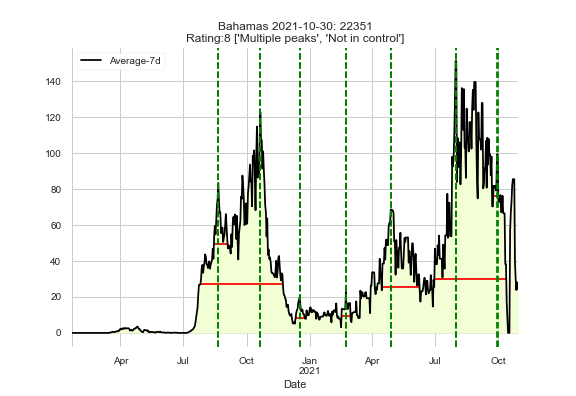 Bahamas 2021-10-30: 22351
Rating:8 ['Multiple peaks', 'Not in control']
Average-7d
140
120
100
80
60
40
20
0
Apr
Jul
Oct
Jan
2021
Apr
Jul
Oct
Date